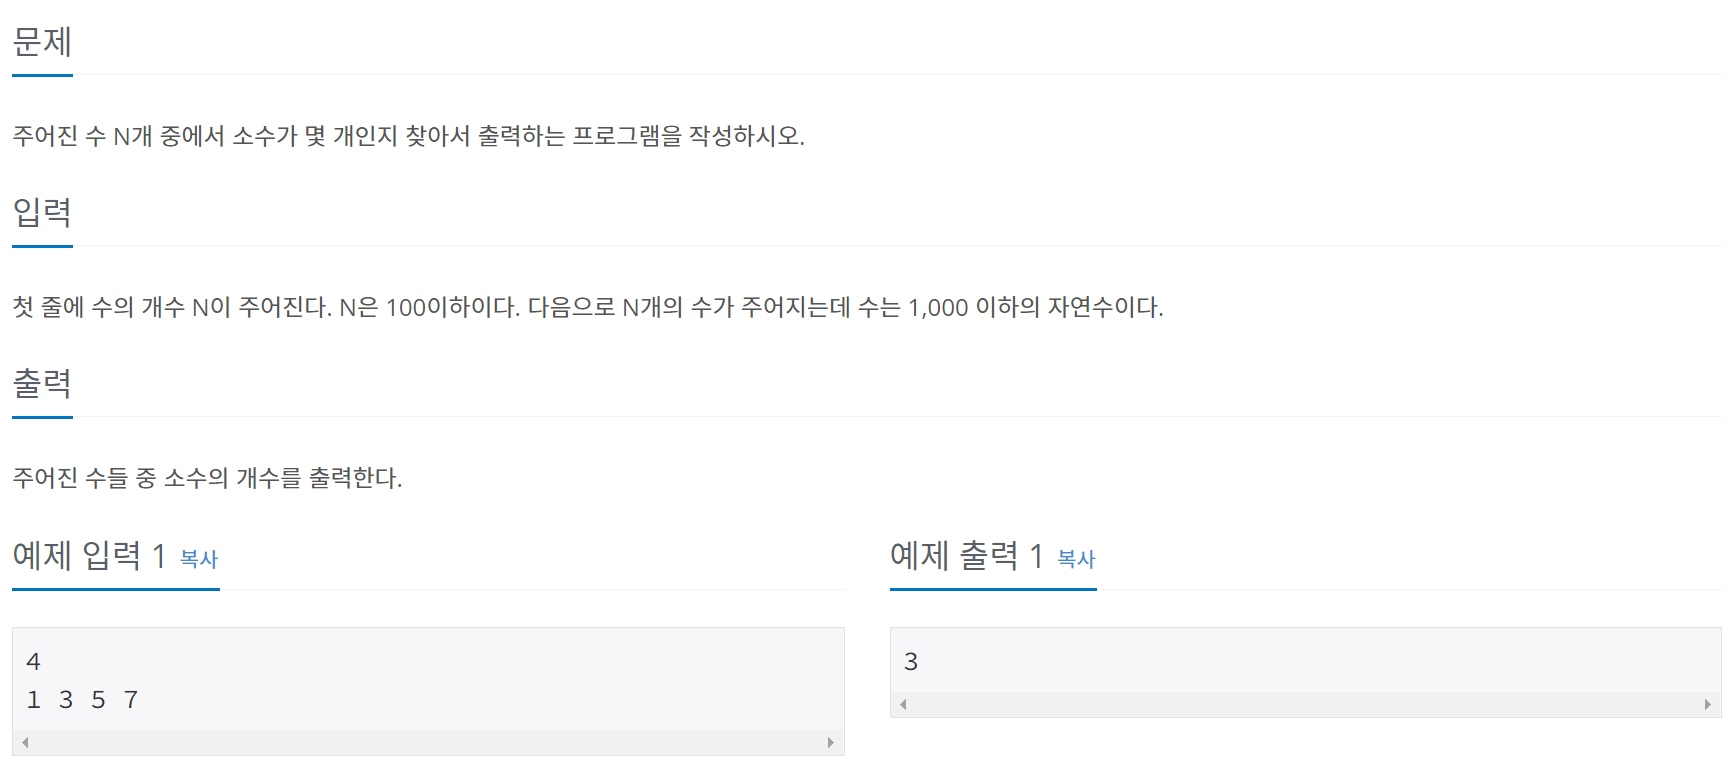 문제
주어진 수 N개 중에서 소수가 몇 개인지 찾아서 출력하는 프로그램을 작성하시오.
입력
첫 줄에 수의 개수 N이 주어진다. N은 100이하이다. 다음으로 N개의 수가 주어지는데 수는 1,000 이하의 자연수이다.
출력
주어진 수들 중 소수의 개수를 출력한다.
예제 입력 1 복사
4
1 3 5 7
예제 출력 1 복사
3